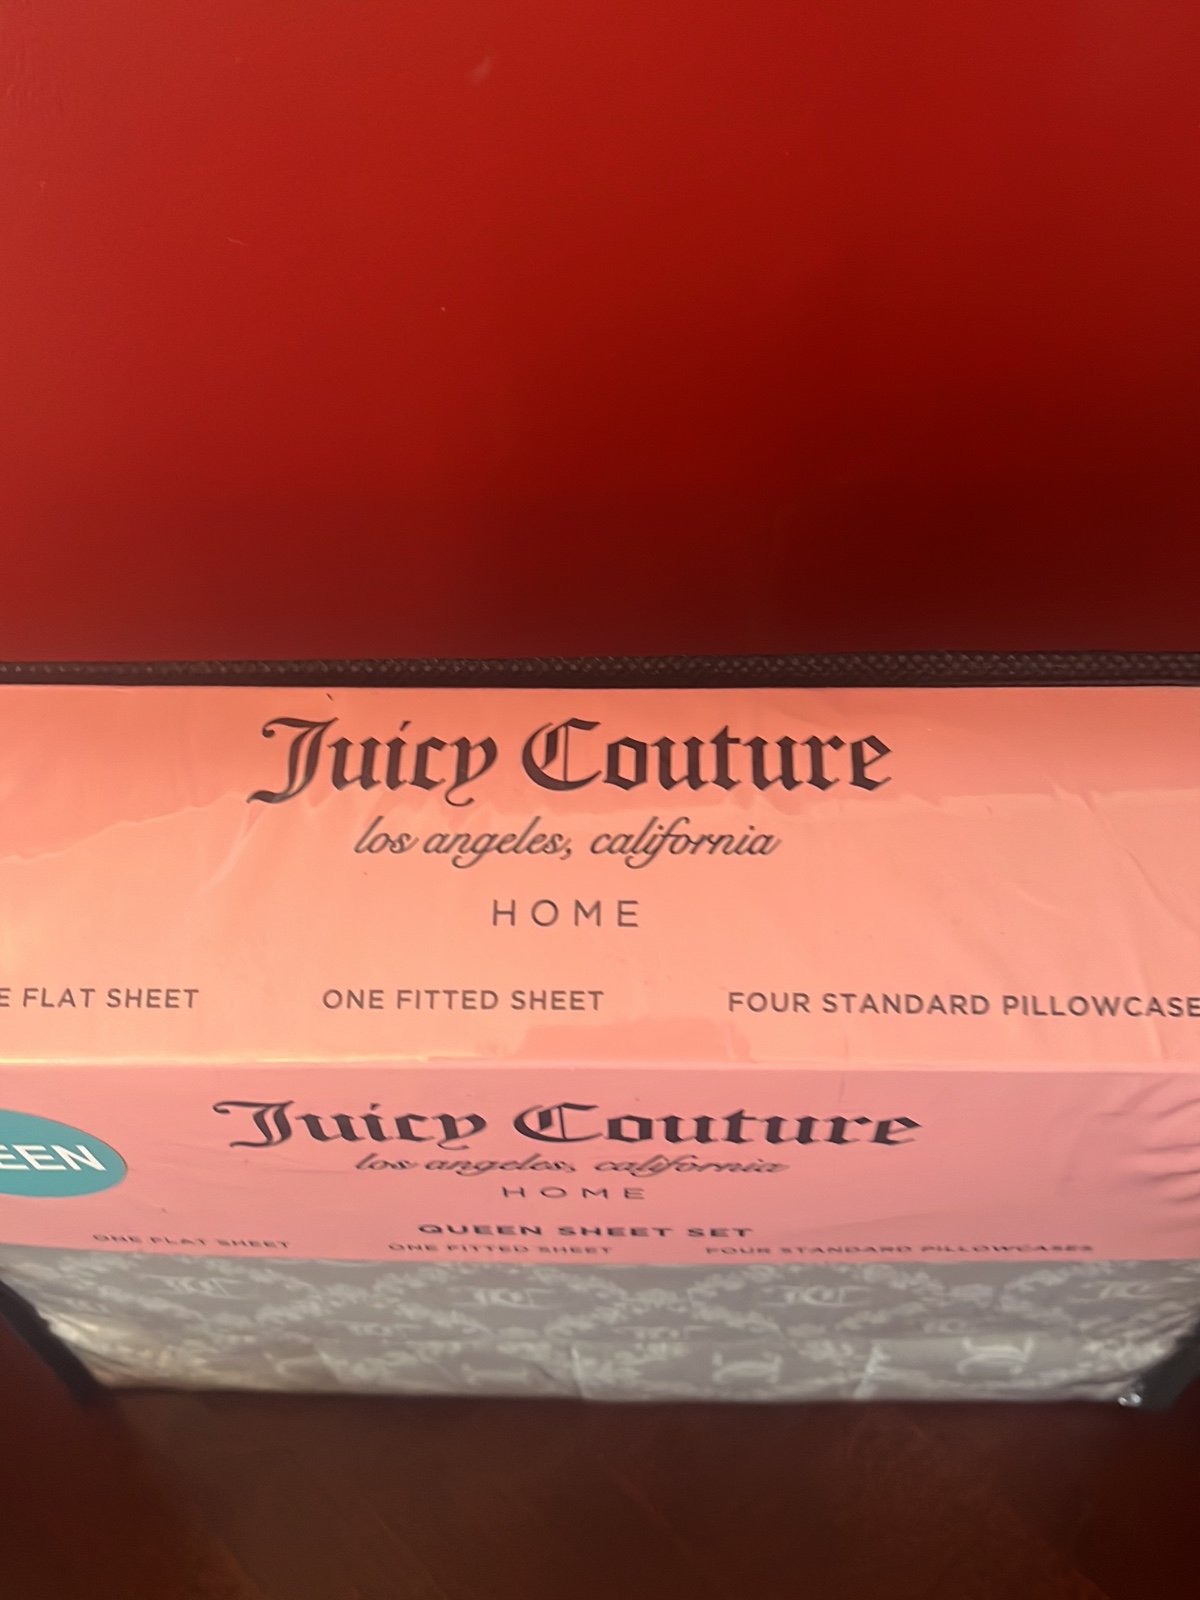 Juicy Couture
los angeles, california
HOME
E FLAT SHEET ONE FITTED SHEET FOUR STANDARD PILLOWCASE
Juicy Couture
los angeles, california
HOME
EEN
QUEEN SHEET SET
ONE FLAT SHEET ONE FITTED SHEET FOUR STANDARD PILLOWCASES